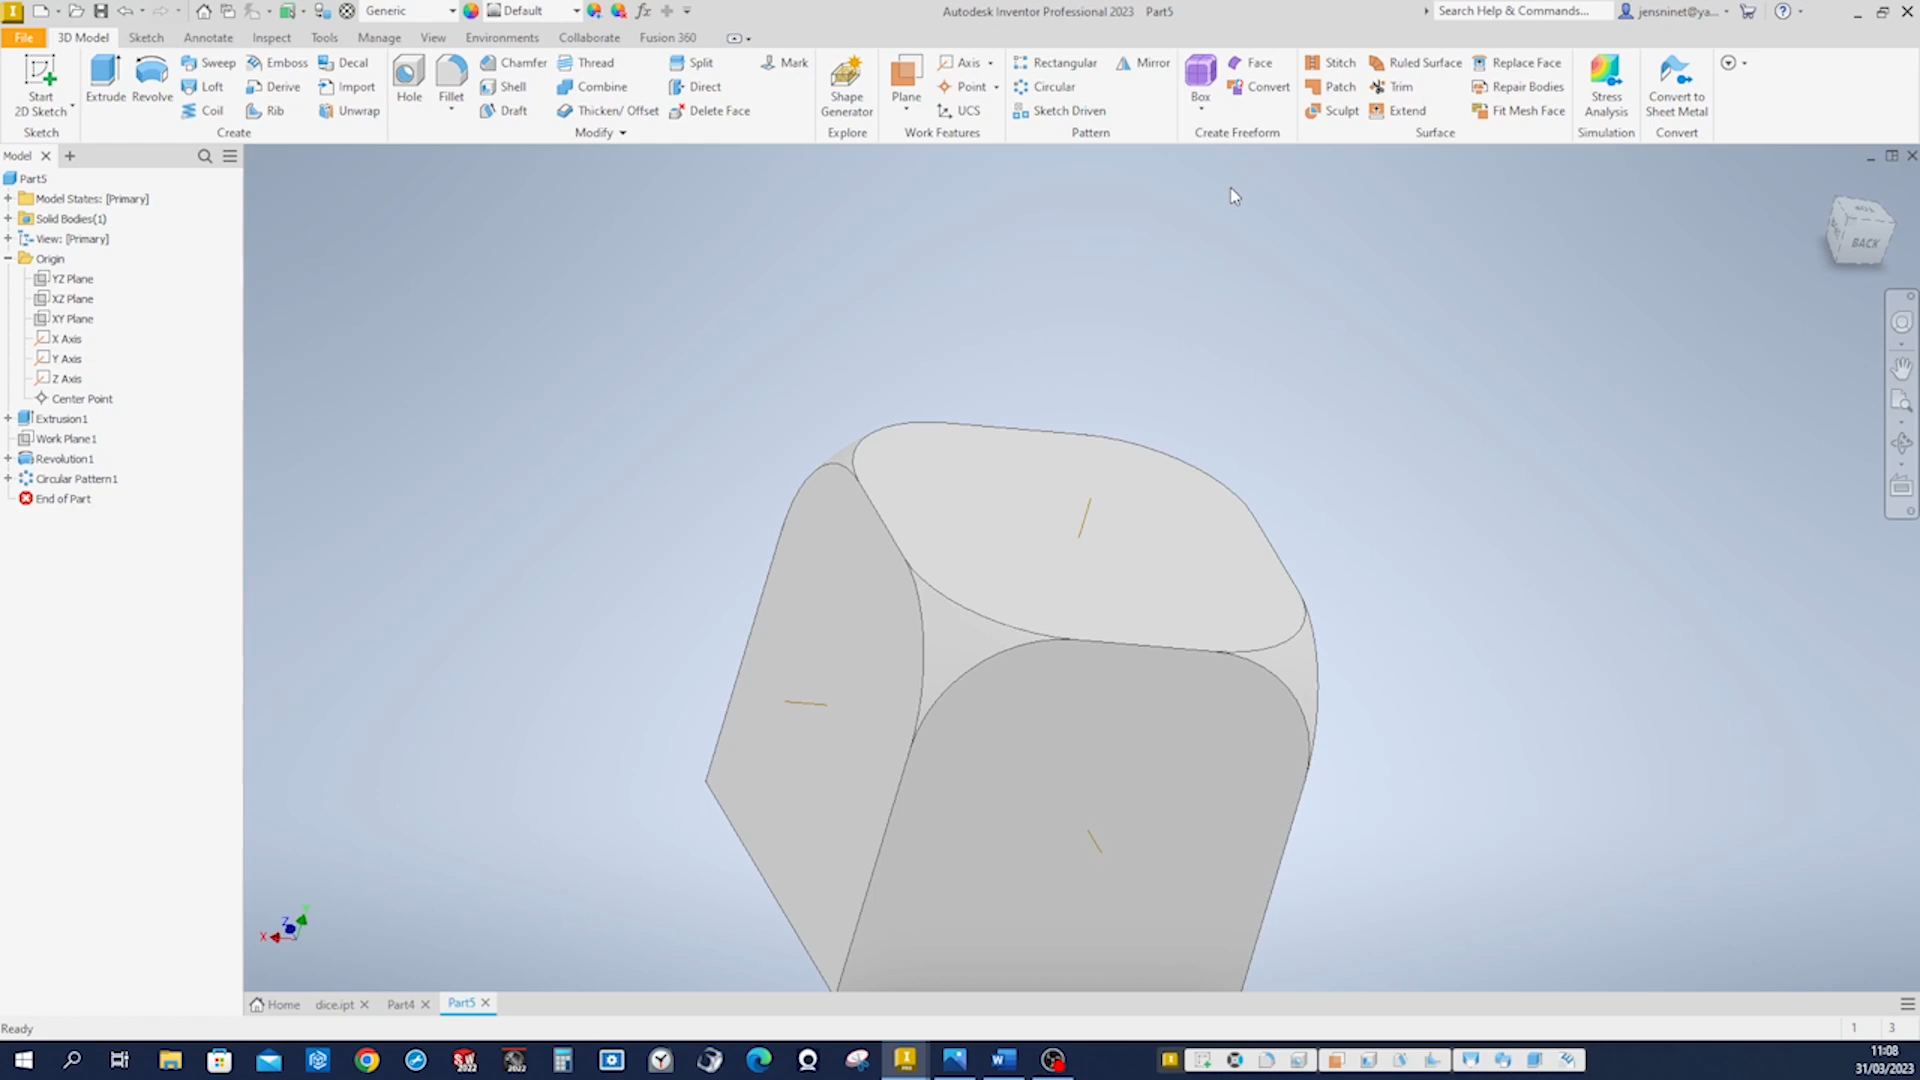 Generic
Default
fx
Autodesk Inventor Professional 2023 Part5
Search Help & Commands...
jensninet@ya...
File
3D Model
Sketch
Annotate
Inspect
Tools
Manage
View
Environments
Collaborate
Fusion 360
Start
2D Sketch
Sketch
Extrude
Revolve
Sweep
Loft
Coil
Emboss
Derive
Rib
Decal
Import
Unwrap
Create
Hole
Fillet
Chamfer
Shell
Draft
Thread
Combine
Thicken/ Offset
Split
Direct
Delete Face
Mark
Modify
Shape
Generator
Explore
Plane
Axis
Point
UCS
Work Features
Rectangular
Circular
Sketch Driven
Mirror
Pattern
Box
Face
Convert
Create Freeform
Stitch
Patch
Sculpt
Ruled Surface
Trim
Extend
Replace Face
Repair Bodies
Fit Mesh Face
Surface
Stress
Analysis
Simulation
Convert to
Sheet Metal
Convert
Model
Part5
Model States: [Primary]
Solid Bodies(1)
View: [Primary]
Origin
YZ Plane
XZ Plane
XY Plane
X Axis
Y Axis
Z Axis
Center Point
Extrusion1
Work Plane1
Revolution1
Circular Pattern1
End of Part
BACK
X
Z
Home
dice.ipt
Part4
Part5
Ready
1
3
11:08
31/03/2023